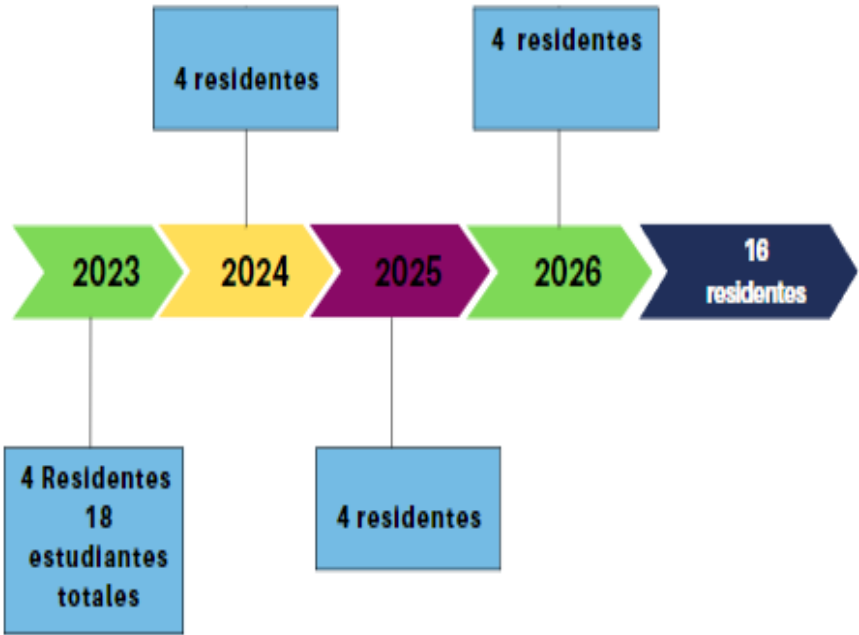 4 residentes
4 residentes
2023
2024
2025
2026
16
residentes
4 Residentes
18
estudiantes
totales
4 residentes